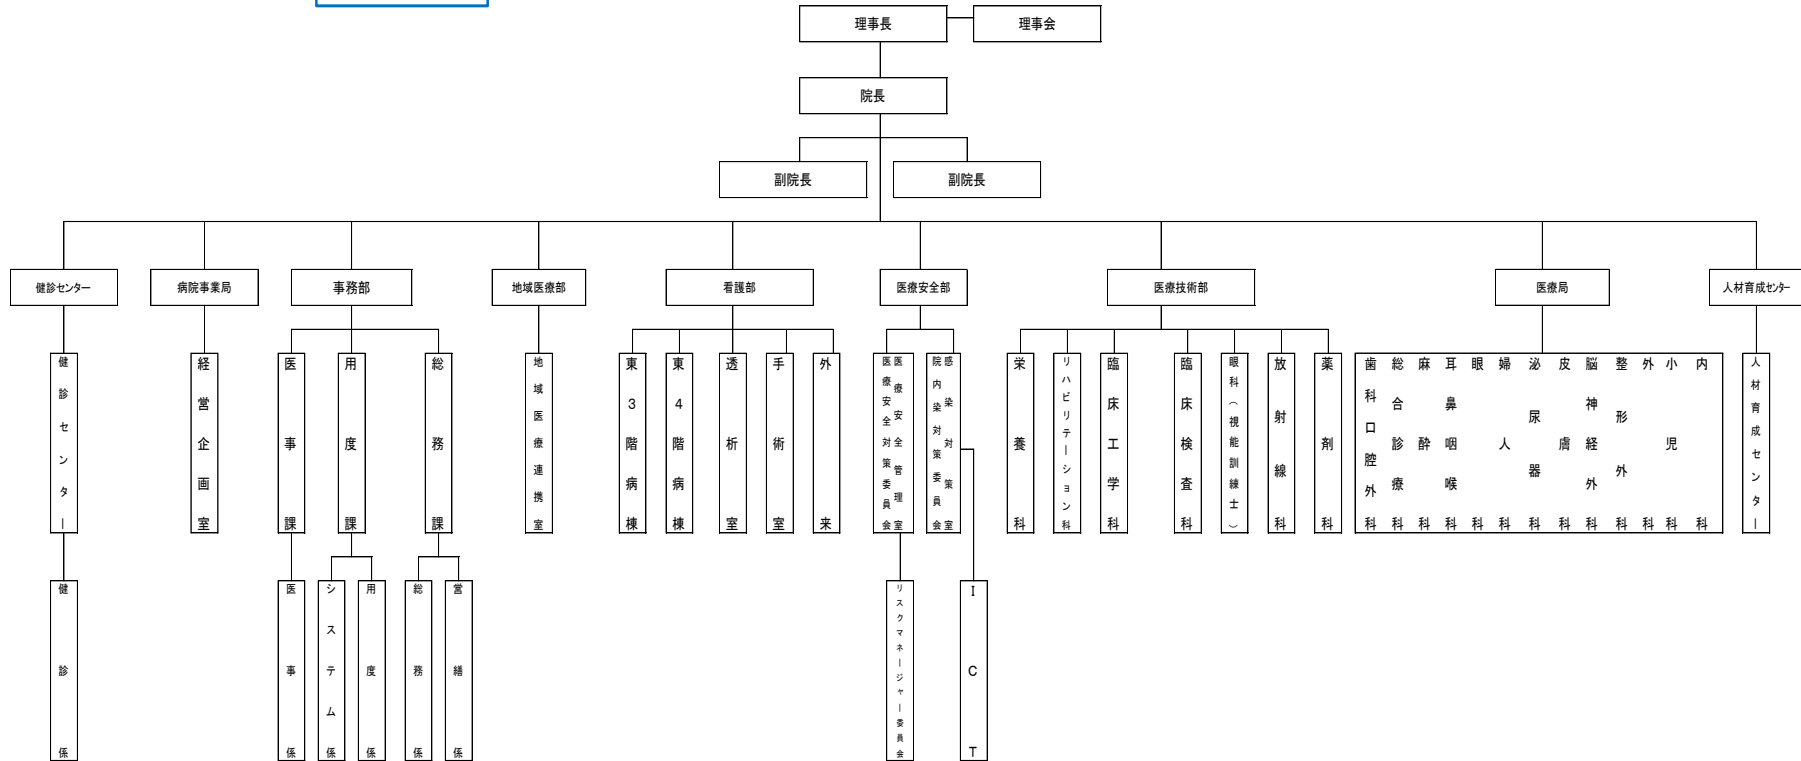 理事長
理事会
院長
副院長
副院長
健診センター
病院事業局
事務部
地域医療部
看護部
医療安全部
医療技術部
医療局
人材育成センター
健診センター
経営企画室
医事課
用度課
総務課
地域医療連携室
東3階病棟
東4階病棟
透析室
手術室
外来
医療安全管理室
医療安全対策委員会
感染対策室
院内染対策委員会
栄養科
リハビリテーション科
臨床工学科
臨床検査科
眼科(視能訓練士)
放射線科
薬剤科
歯科口腔外科
総合診療科
麻酔科
耳鼻咽喉科
眼科
婦人科
泌尿器科
皮膚科
脳神経外科
整形外科
外科
小児科
内科
人材育成センター
健診係
医事係
システム係
用度係
総務係
営繕係
リスクマネージャー委員会
ICT